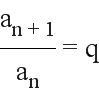 a_{n + 1}
a_n = q